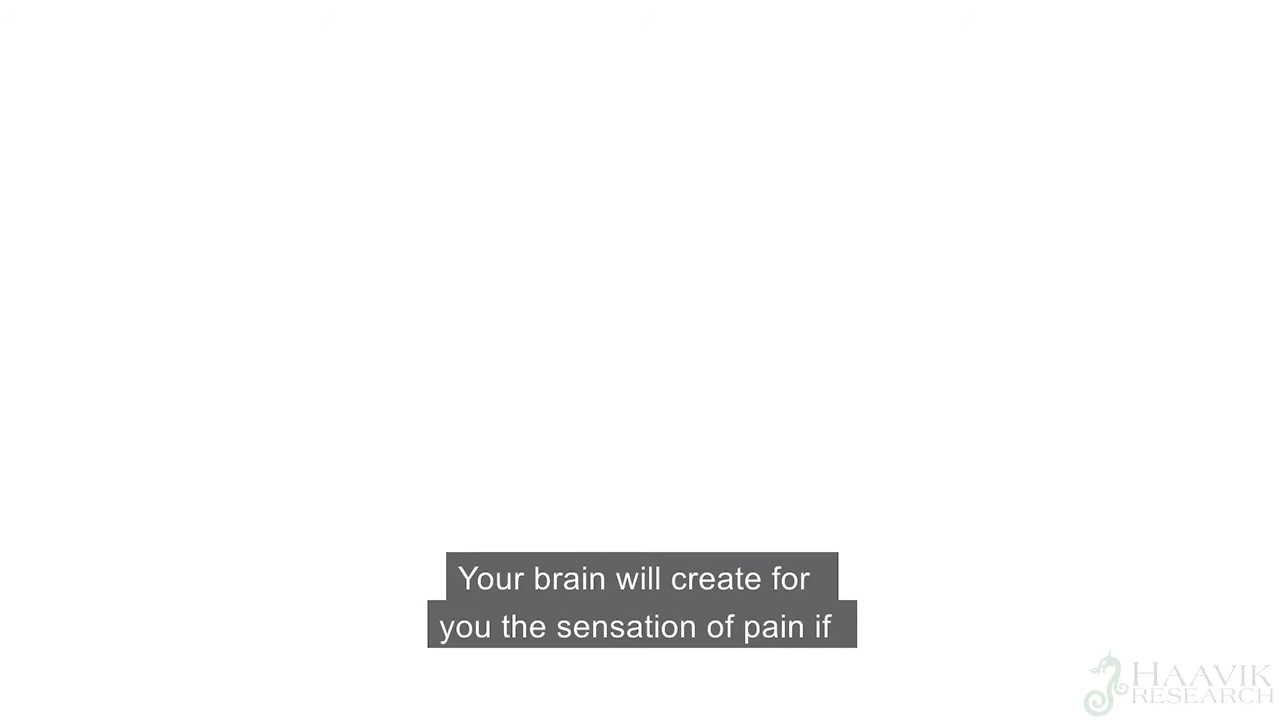 Your brain will create for
you the sensation of pain if
HAAVIK
RESEARCH